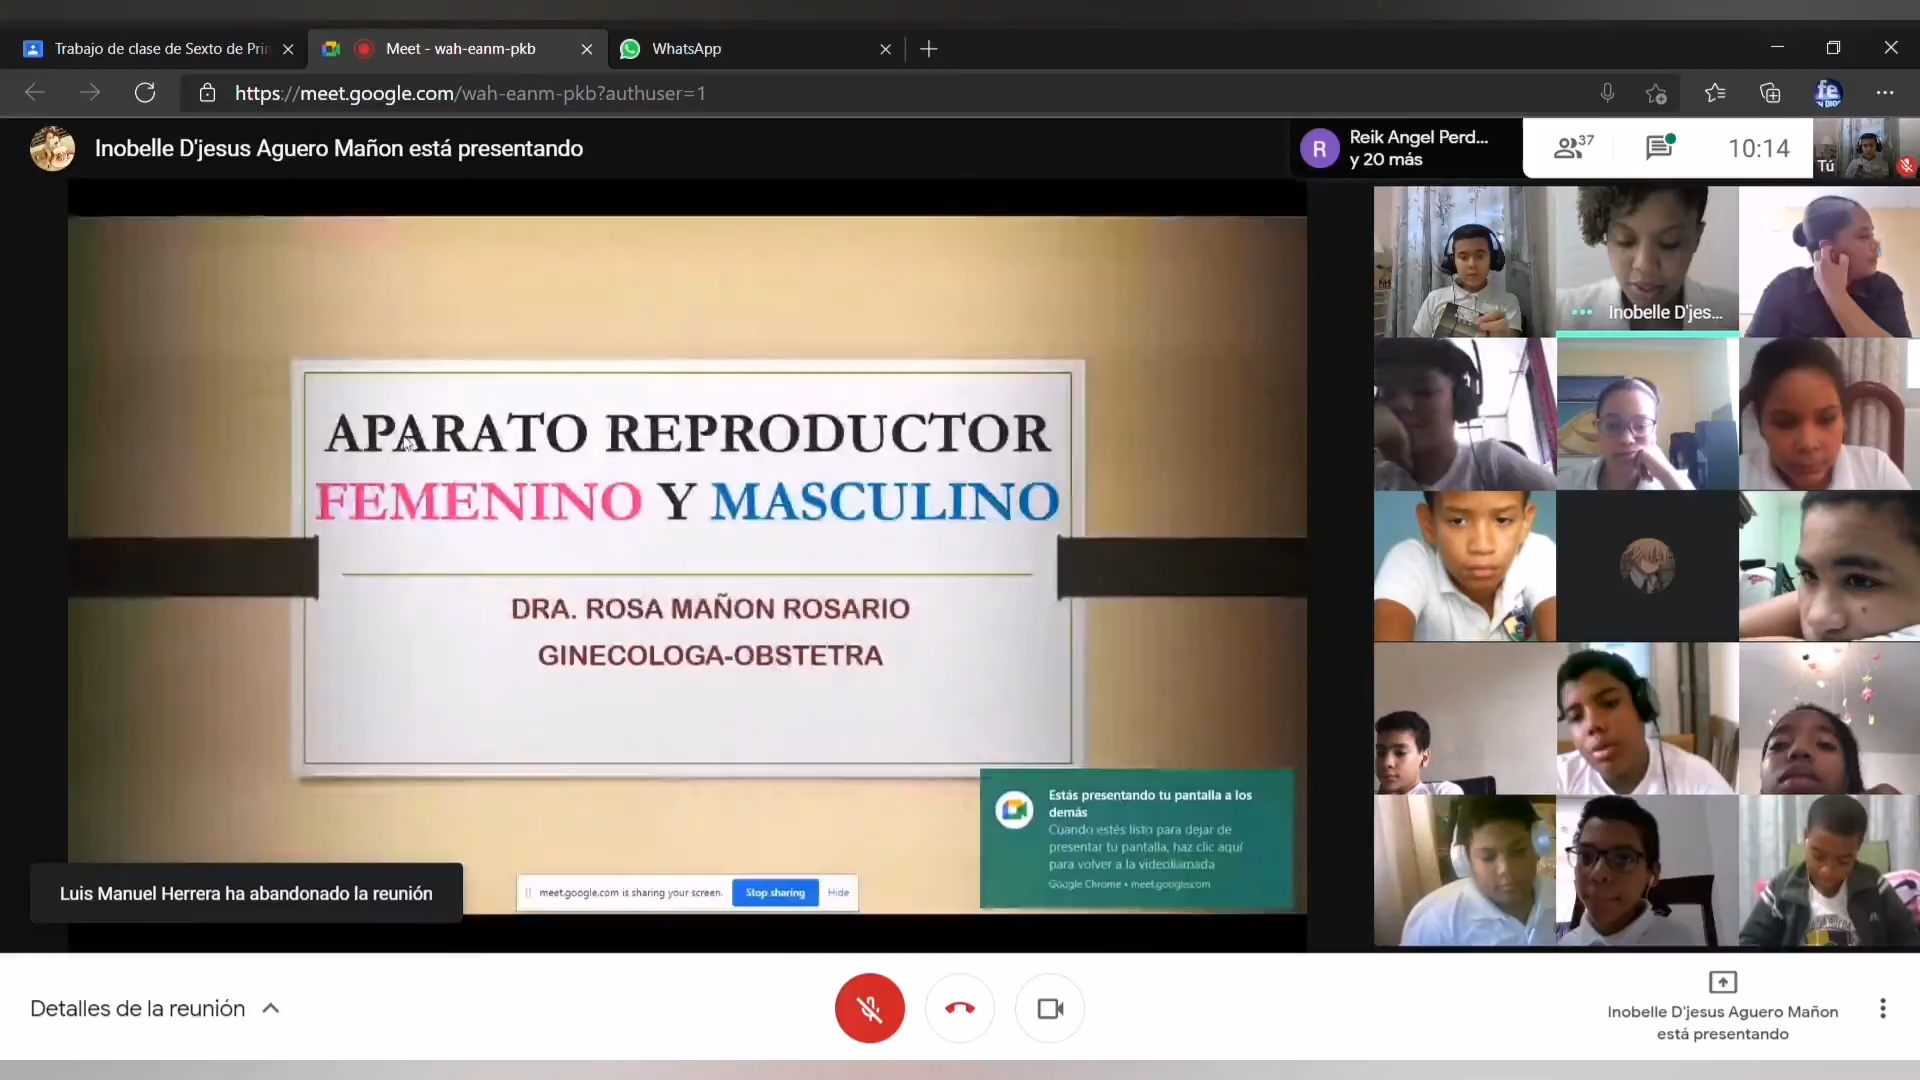 Trabajo de clase de Sexto de Pri
Meet - wah-eanm-pkb
WhatsApp
https://meet.google.com/wah-eanm-pkb?authuser=1
fe
EN DIOS
Inobelle D'jesus Aguero Mañon está presentando
R
Reik Angel Perd...
y 20 más
37
10:14
Tú
Inobelle D'jes...
APARATO REPRODUCTOR
FEMENINO Y MASCULINO
DRA. ROSA MAÑON ROSARIO
GINECOLOGA-OBSTETRA
Estás presentando tu pantalla a los
demás
Cuando estés listo para dejar de
presentar tu pantalla, haz clic aquí
para volver a la videollamada
Google Chrome • meet.google.com
meet.google.com is sharing your screen.
Stop sharing
Hide
Luis Manuel Herrera ha abandonado la reunión
Detalles de la reunión
Inobelle D'jesus Aguero Mañon
está presentando